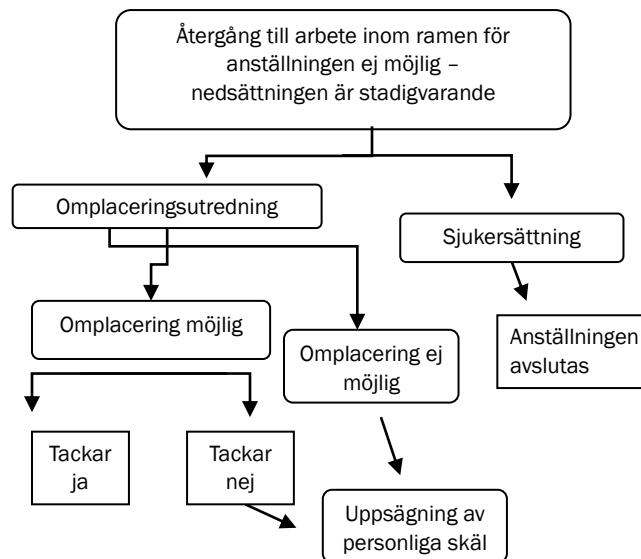 Återgång till arbete inom ramen för
anställningen ej möjlig –
nedsättningen är stadigvarande
Omplaceringsutredning
Sjukersättning
Omplacering möjlig
Omplacering ej
möjlig
Anställningen
avslutas
Tackar
ja
Tackar
nej
Uppsägning av
personliga skäl